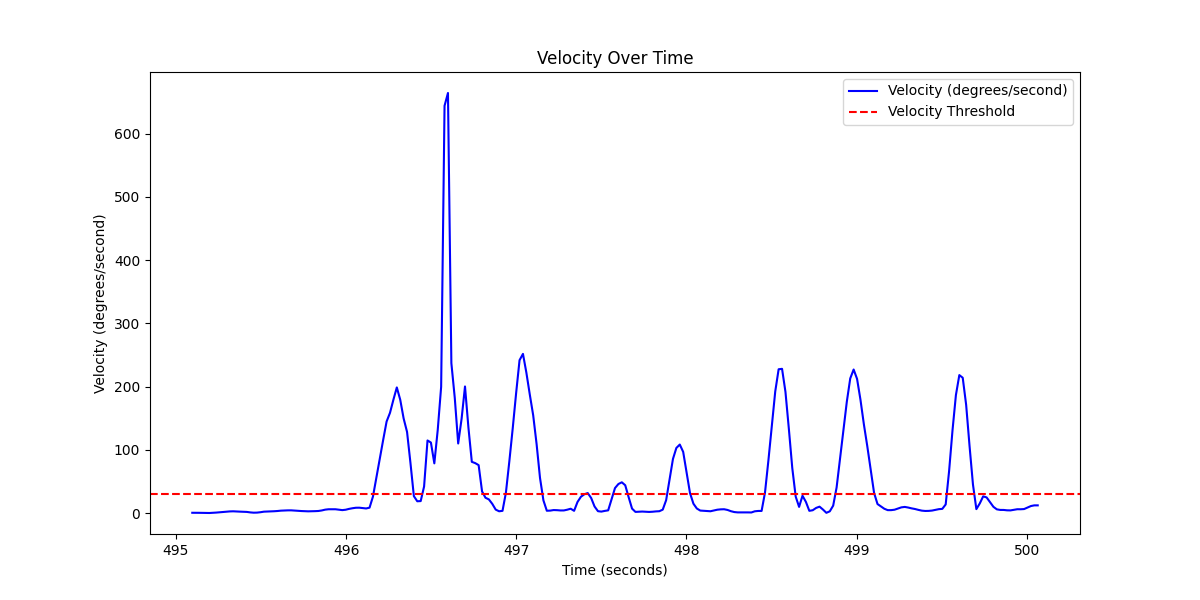 Velocity Over Time
Velocity (degrees/second)
Velocity Threshold
Velocity (degrees/second)
600
500
400
300
200
100
0
495
496
497
498
499
500
Time (seconds)